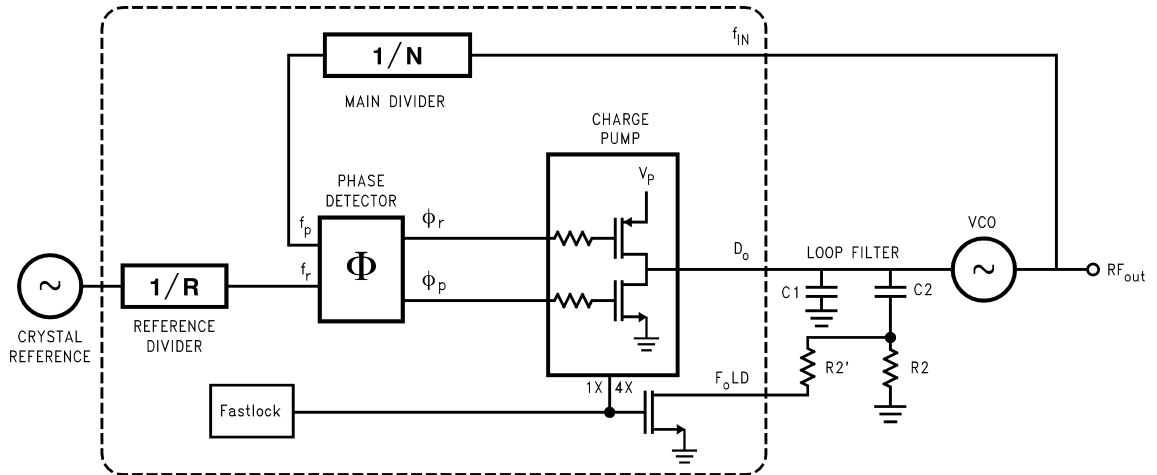 f_IN
1/N
MAIN DIVIDER
CHARGE
PUMP
V_P
PHASE
DETECTOR
f_p
f_r
Φ
ϕ_r
ϕ_p
D_o
LOOP FILTER
VCO
~
RF_out
C1
C2
~
1/R
CRYSTAL
REFERENCE
REFERENCE
DIVIDER
R2'
R2
1X
4X
F_oLD
Fastlock